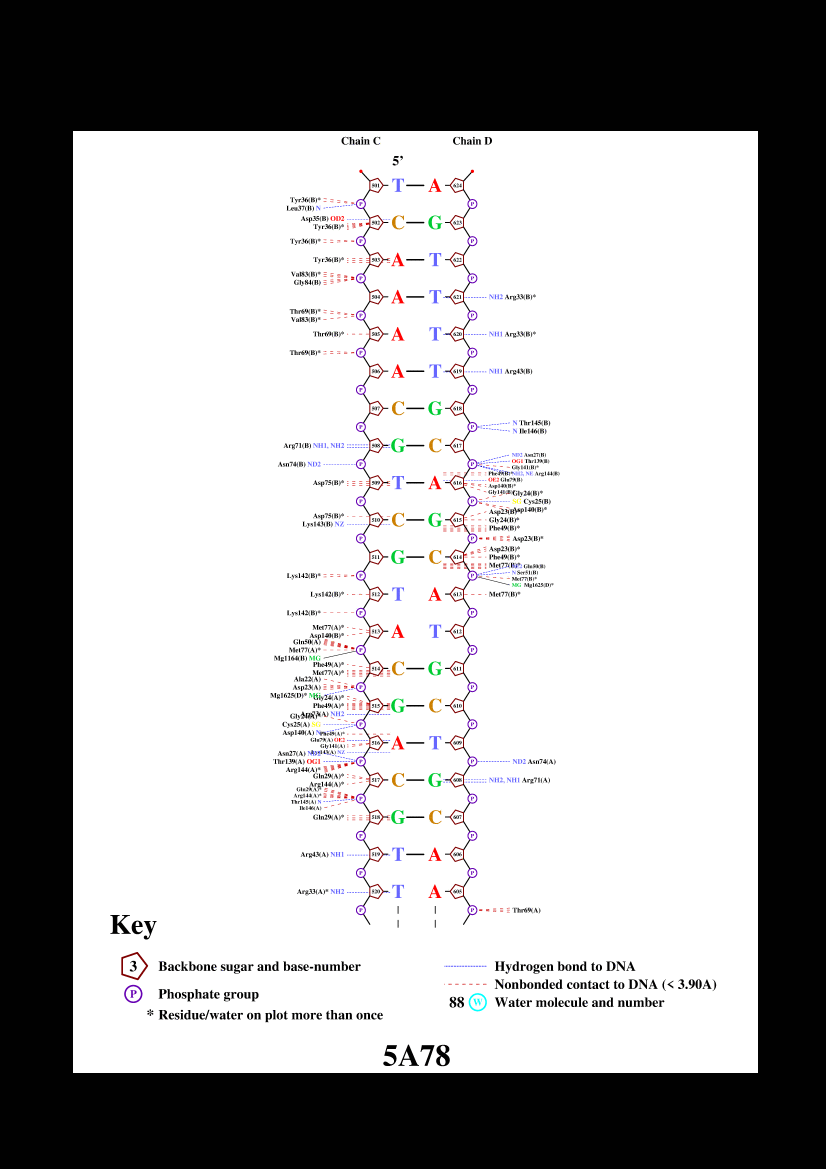 Chain C Chain D
5'
501 T A 624
P P
Tyr36(B)*
Leu37(B) N
Asp35(B) OD2
Tyr36(B)*
502 C G 623
P P
Tyr36(B)*
Tyr36(B)*
503 A T 622
P P
Val83(B)*
Gly84(B)
504 A T 621 NH2 Arg33(B)*
P P
Thr69(B)*
Val83(B)*
Thr69(B)* 505 A T 620 NH1 Arg33(B)*
Thr69(B)* P P
506 A T 619 NH1 Arg43(B)
P P
507 C G 618
P P
N Thr145(B)
N Ile146(B)
Arg71(B) NH1, NH2 508 G C 617
Asn74(B) ND2 P P
ND2 Asn27(B)
OG1 Thr139(B)
Gly141(B)*
NH2, NE Arg144(B)
Phe49(B)*
OE2 Glu79(B)
Asp140(B)*
Gly141(B)*
Asp75(B)* 509 T A 616
P P
Gly24(B)*
Cys25(B)
Asp140(B)*
Asp75(B)*
Lys143(B) NZ
510 C G 615
Asp23(B)*
Gly24(B)*
Phe49(B)*
P P Asp23(B)*
511 G C 614
Asp23(B)*
Phe49(B)*
Met77(B)*
Lys142(B)* P P
Gln50(B)
N Ser51(B)
Met77(B)*
MG Mg1625(D)*
Lys142(B)* 512 T A 613 Met77(B)*
Lys142(B)* P P
Met77(A)*
Asp140(B)*
513 A T 612
Gln50(A)
Met77(A)*
Mg1164(B) MG
P P
Phe49(A)*
Met77(A)*
514 C G 611
Ala22(A)
Asp23(A)
Mg1625(D)* MG
P P
Gly24(A)*
Phe49(A)*
NH2
515 G C 610
Gly24(A)*
Cys25(A)
Asp140(A)
P P
Phe49(A)*
Glu79(A) OE2
Gly141(A)
Lys143(A) NZ
516 A T 609
Asn27(A)
Thr139(A) OG1
Arg144(A)*
P P ND2 Asn74(A)
Gln29(A)*
Arg144(A)*
517 C G 608 NH2, NH1 Arg71(A)
Gln29(A)*
Arg144(A)*
Thr145(A) N
Ile146(A)
P P
Gln29(A)* 518 G C 607
P P
Arg43(A) NH1 519 T A 606
P P
Arg33(A)* NH2 520 T A 605
P P Thr69(A)
Key
3 Backbone sugar and base-number
P Phosphate group
* Residue/water on plot more than once
Hydrogen bond to DNA
Nonbonded contact to DNA (< 3.90A)
88 W Water molecule and number
5A78